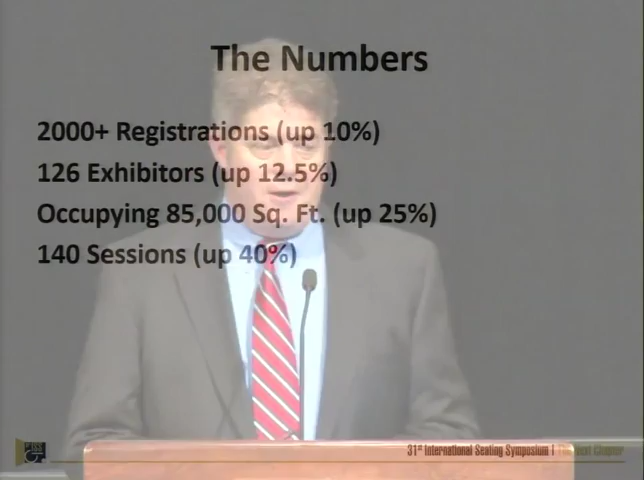 The Numbers
2000+ Registrations (up 10%)
126 Exhibitors (up 12.5%)
Occupying 85,000 Sq. Ft. (up 25%)
140 Sessions (up 40%)
31st International Seating Symposium | The Next Chapter